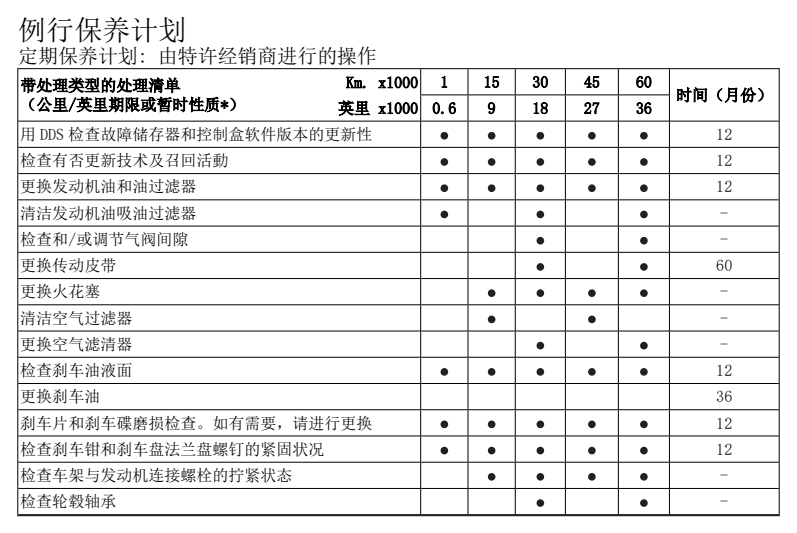 例行保养计划
定期保养计划: 由特许经销商进行的操作
带处理类型的处理清单 Km. x1000 1 15 30 45 60 时间（月份）
（公里/英里期限或暂时性质*） 英里 x1000 0.6 9 18 27 36
用 DDS 检查故障储存器和控制盒软件版本的更新性 ● ● ● ● ● 12
检查有否更新技术及召回活動 ● ● ● ● ● 12
更换发动机油和油过滤器 ● ● ● ● ● 12
清洁发动机油吸油过滤器 ● ● ● -
检查和/或调节气阀间隙 ● ● -
更换传动皮带 ● ● 60
更换火花塞 ● ● ● ● -
清洁空气过滤器 ● ● -
更换空气滤清器 ● ● -
检查刹车油液面 ● ● ● ● ● 12
更换刹车油 36
刹车片和刹车碟磨损检查。如有需要，请进行更换 ● ● ● ● ● 12
检查刹车钳和刹车盘法兰盘螺钉的紧固状况 ● ● ● ● ● 12
检查车架与发动机连接螺栓的拧紧状态 ● ● ● ● -
检查轮毂轴承 ● ● -